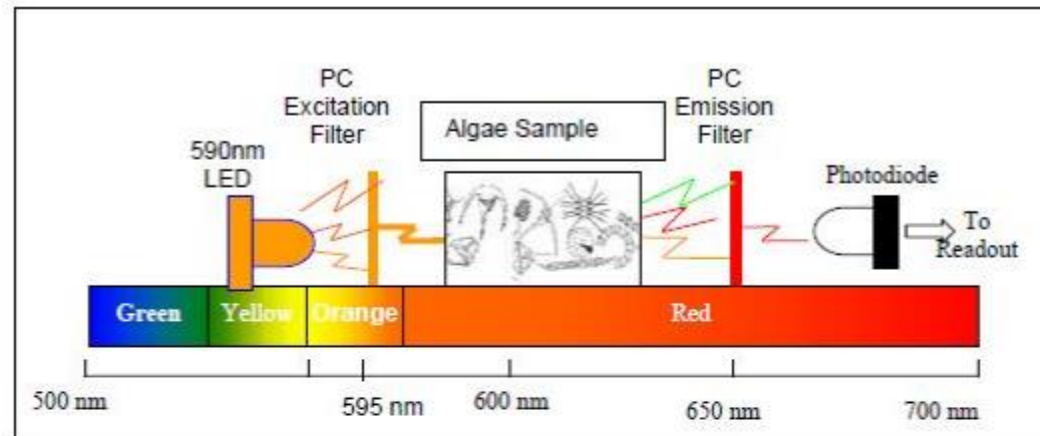 PC
Excitation
Filter
Algae Sample
PC
Emission
Filter
590nm
LED
Photodiode
To
Readout
Green
Yellow
Orange
Red
500 nm
595 nm
600 nm
650 nm
700 nm